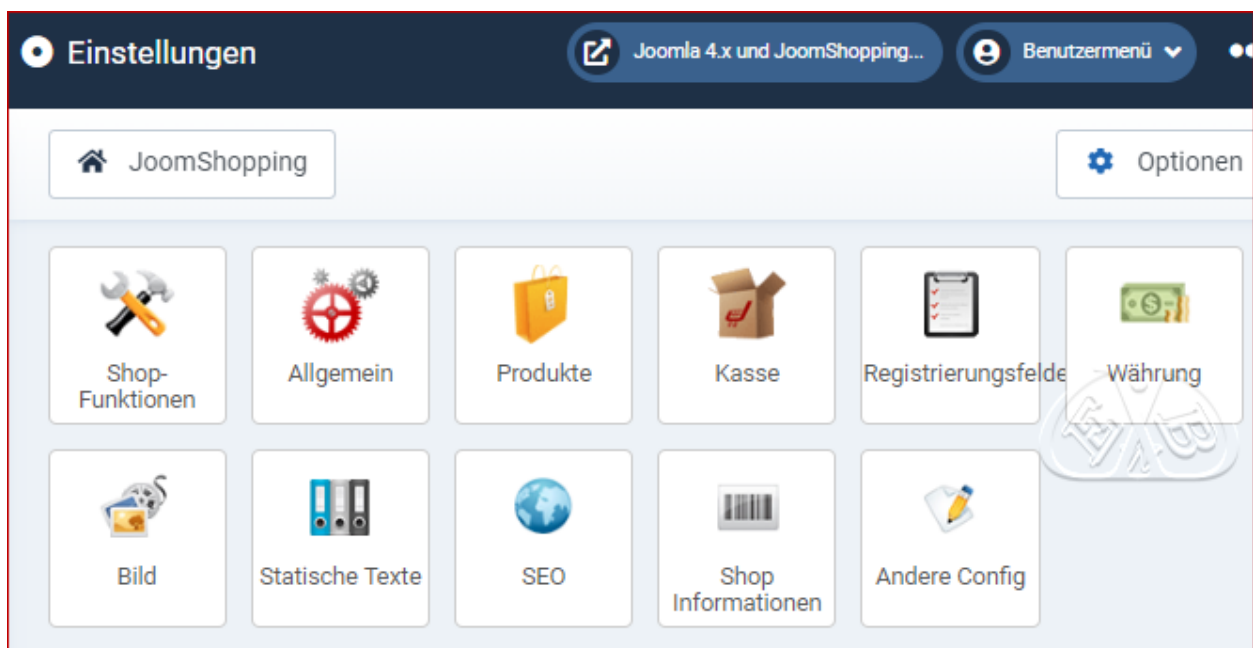 Einstellungen
Joomla 4.x und JoomShopping...
Benutzermenü
JoomShopping
Optionen
Shop-
Funktionen
Allgemein
Produkte
Kasse
Registrierungsfelde
Währung
Bild
Statische Texte
SEO
Shop
Informationen
Andere Config